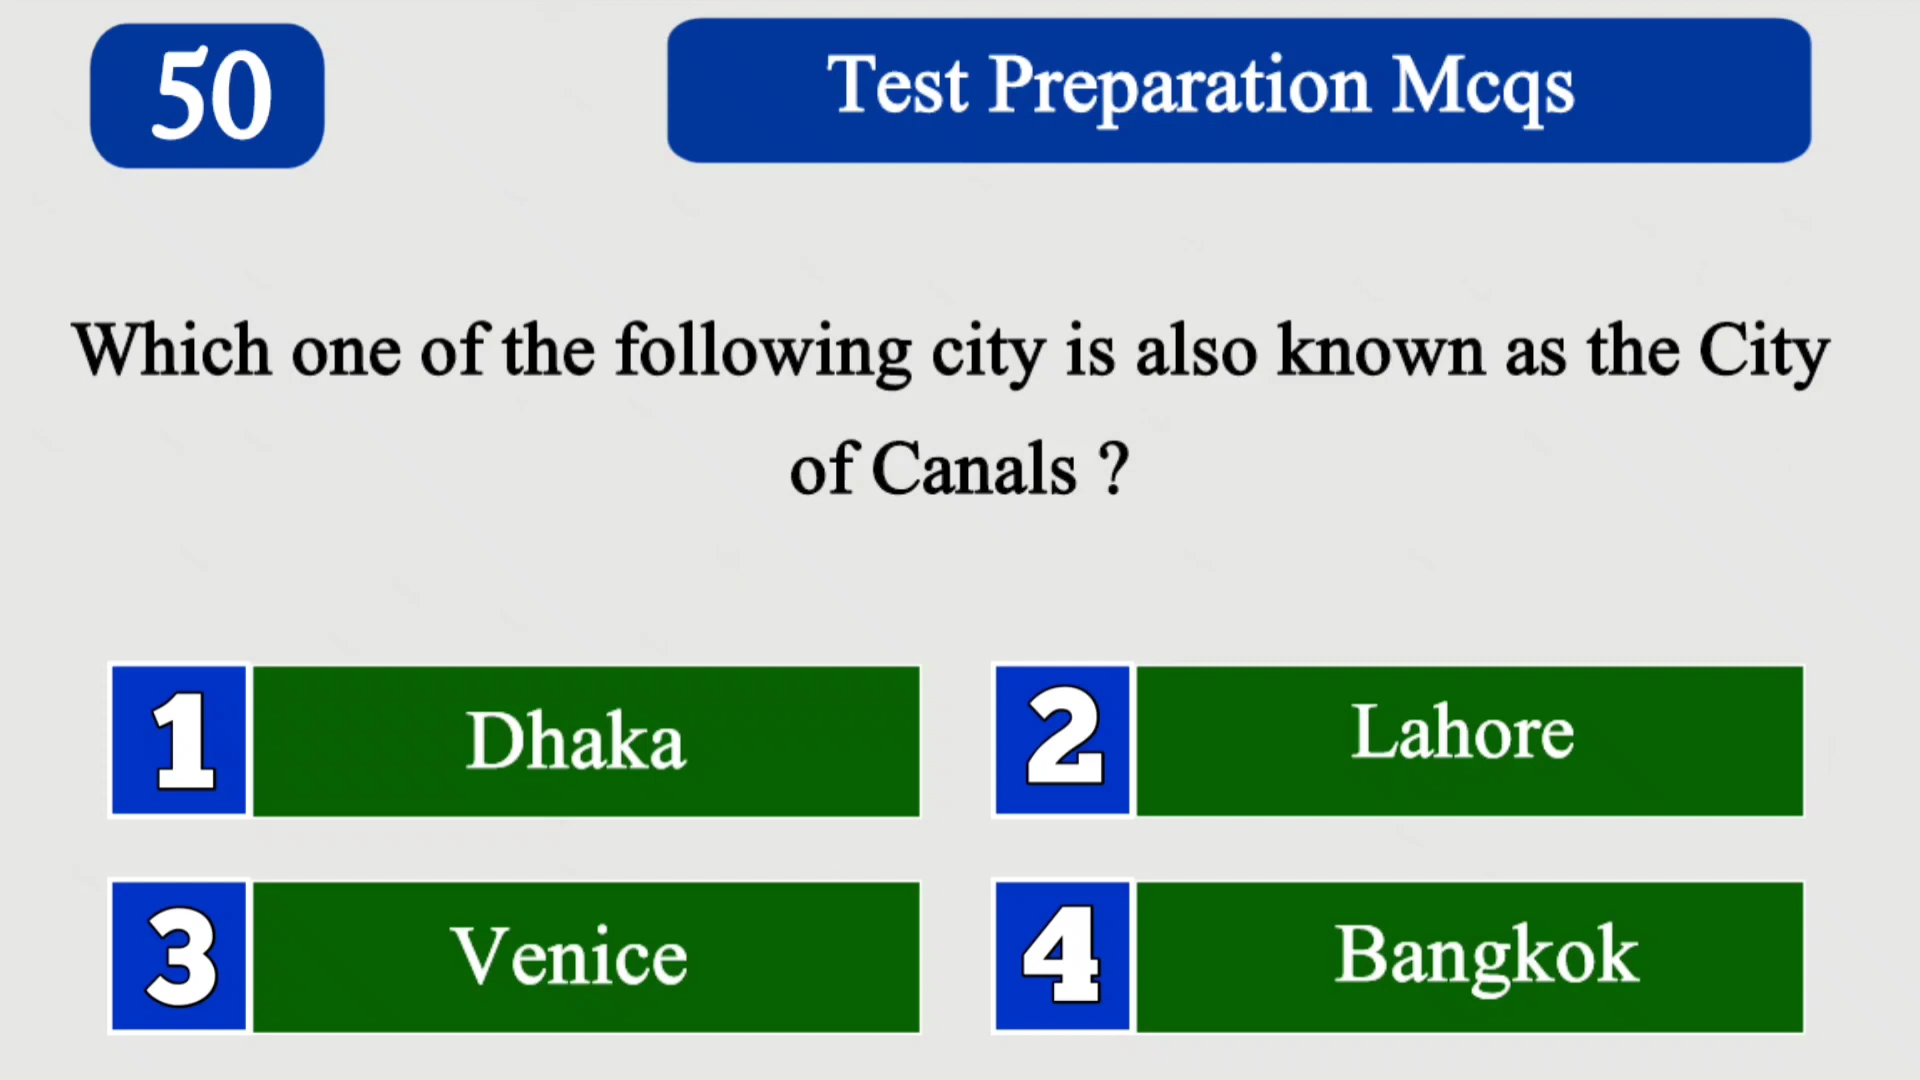 50
Test Preparation Mcqs
Which one of the following city is also known as the City
of Canals ?
1 Dhaka
2 Lahore
3 Venice
4 Bangkok